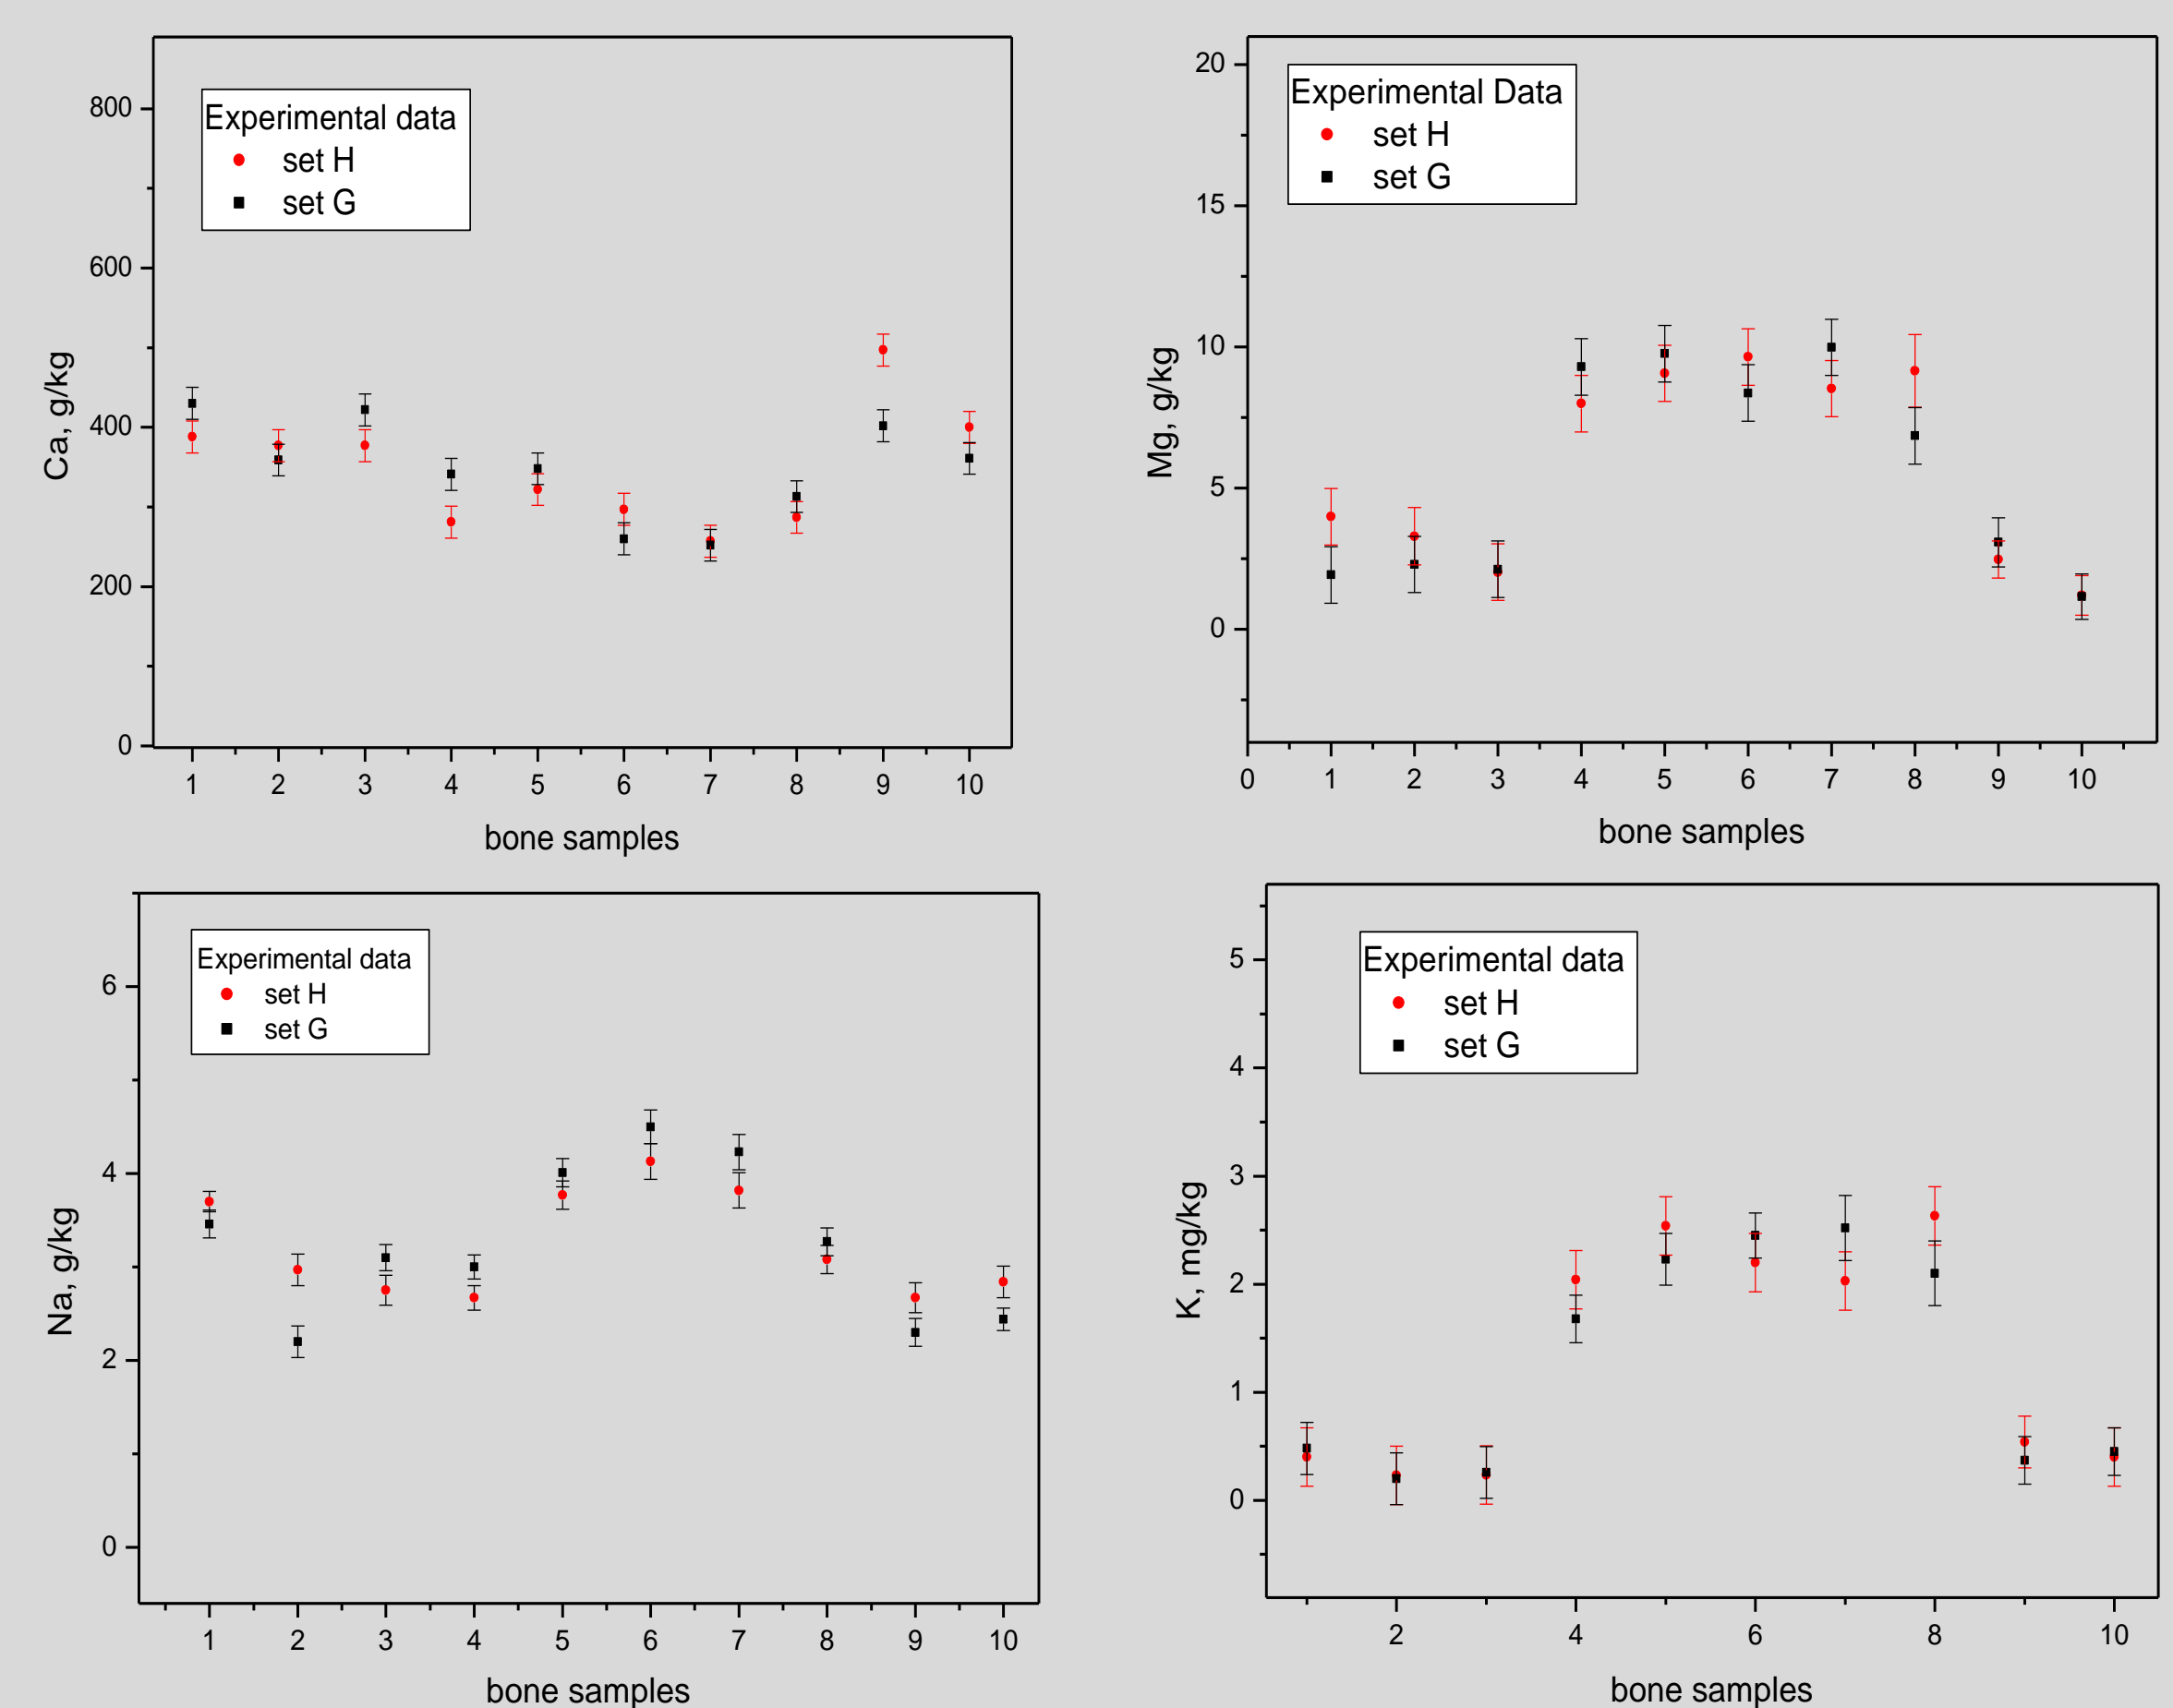 Experimental data
set H
set G
800
600
400
200
0
Ca, g/kg
1 2 3 4 5 6 7 8 9 10
bone samples
Experimental Data
set H
set G
20
15
10
5
0
Mg, g/kg
0 1 2 3 4 5 6 7 8 9 10
bone samples
Experimental data
set H
set G
6
4
2
0
Na, g/kg
1 2 3 4 5 6 7 8 9 10
bone samples
Experimental data
set H
set G
5
4
3
2
1
0
K, mg/kg
2 4 6 8 10
bone samples